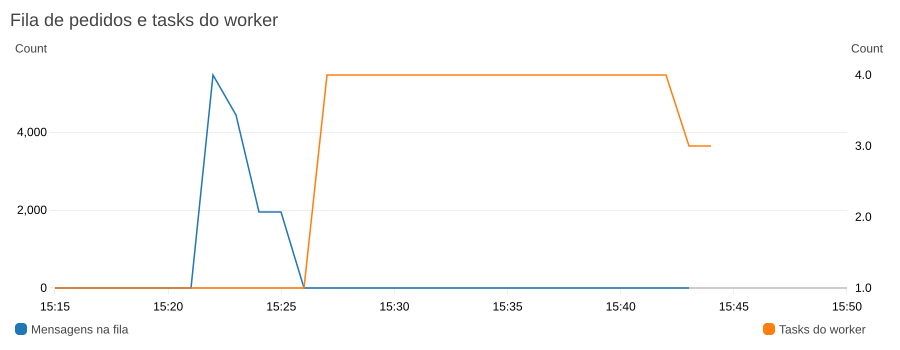 Fila de pedidos e tasks do worker
Count Count
4.0
4,000
3.0
2,000
2.0
0 1.0
15:15 15:20 15:25 15:30 15:35 15:40 15:45 15:50
Mensagens na fila Tasks do worker